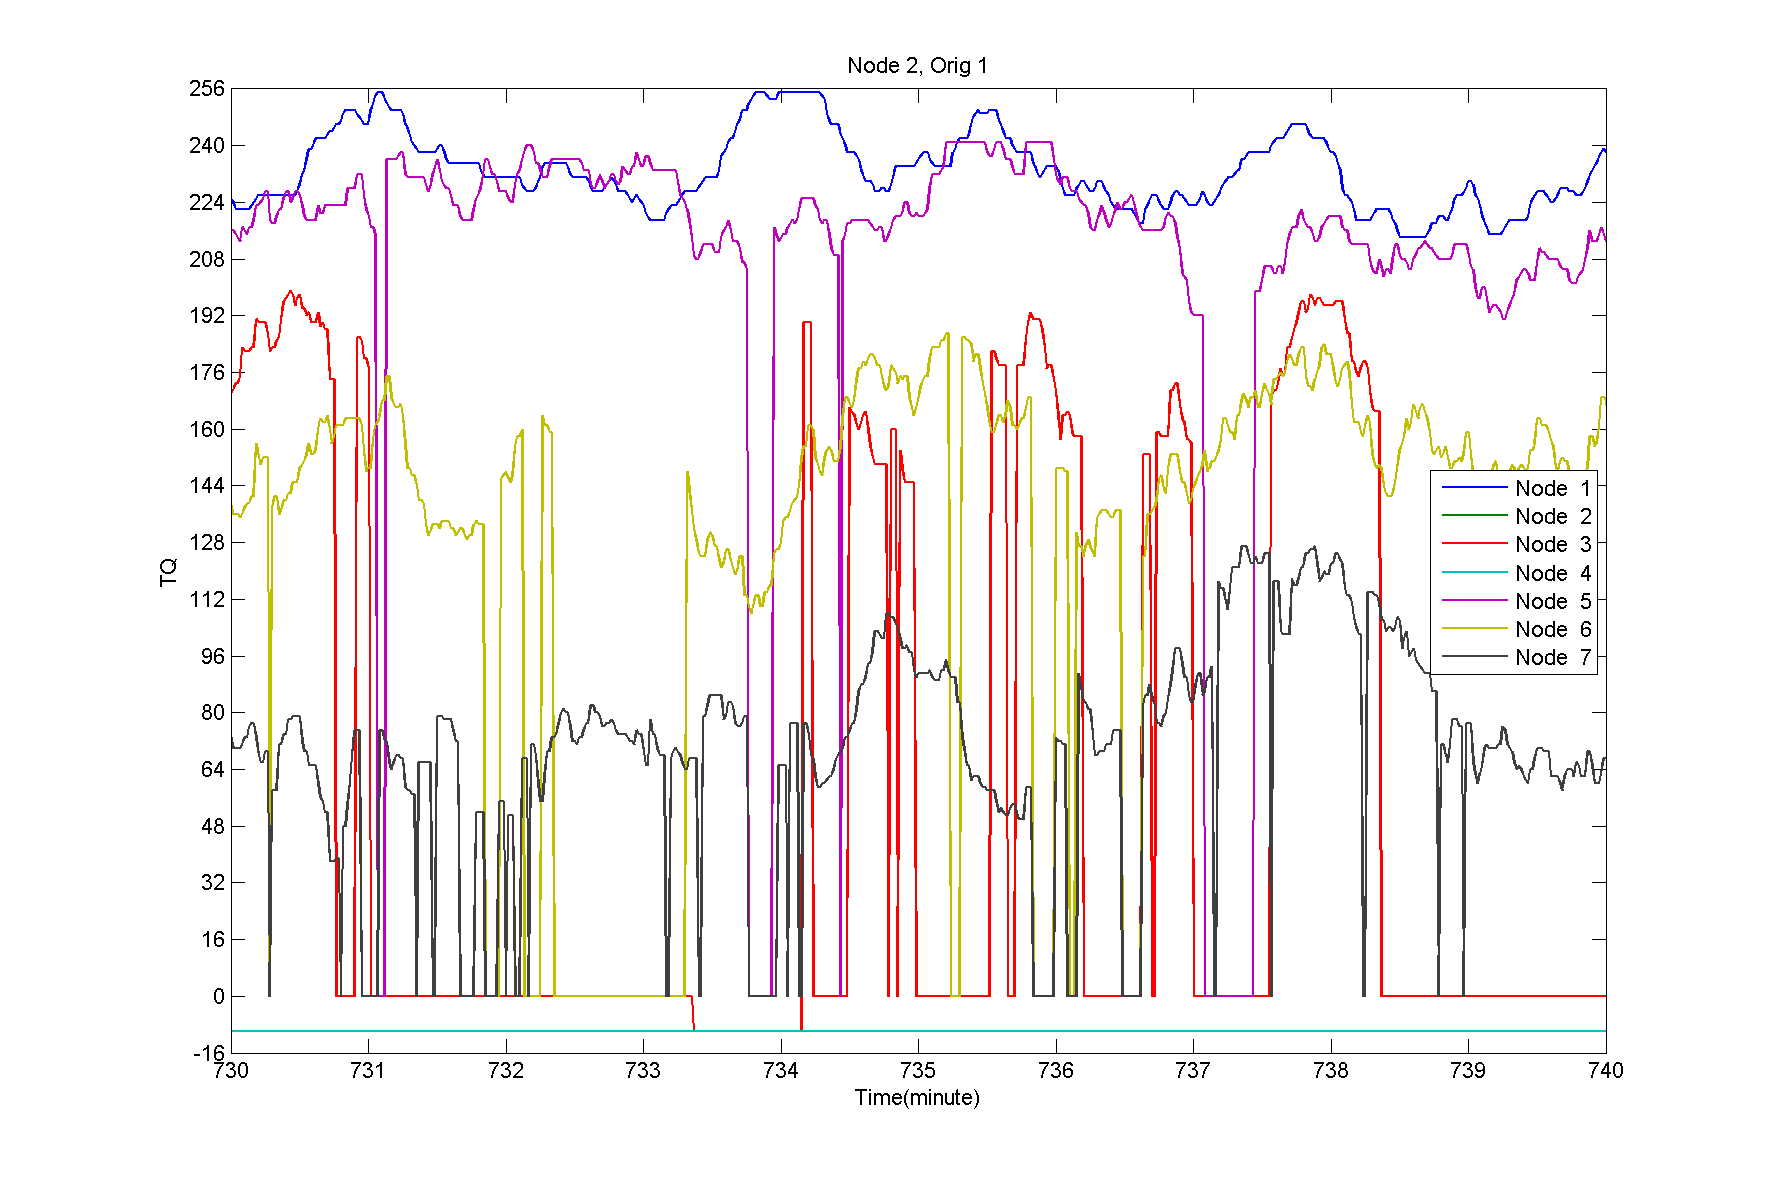 Node 2, Orig 1
256
240
224
208
192
176
160
144
128
112
96
80
64
48
32
16
0
-16
TQ
Node 1
Node 2
Node 3
Node 4
Node 5
Node 6
Node 7
730 731 732 733 734 735 736 737 738 739 740
Time(minute)